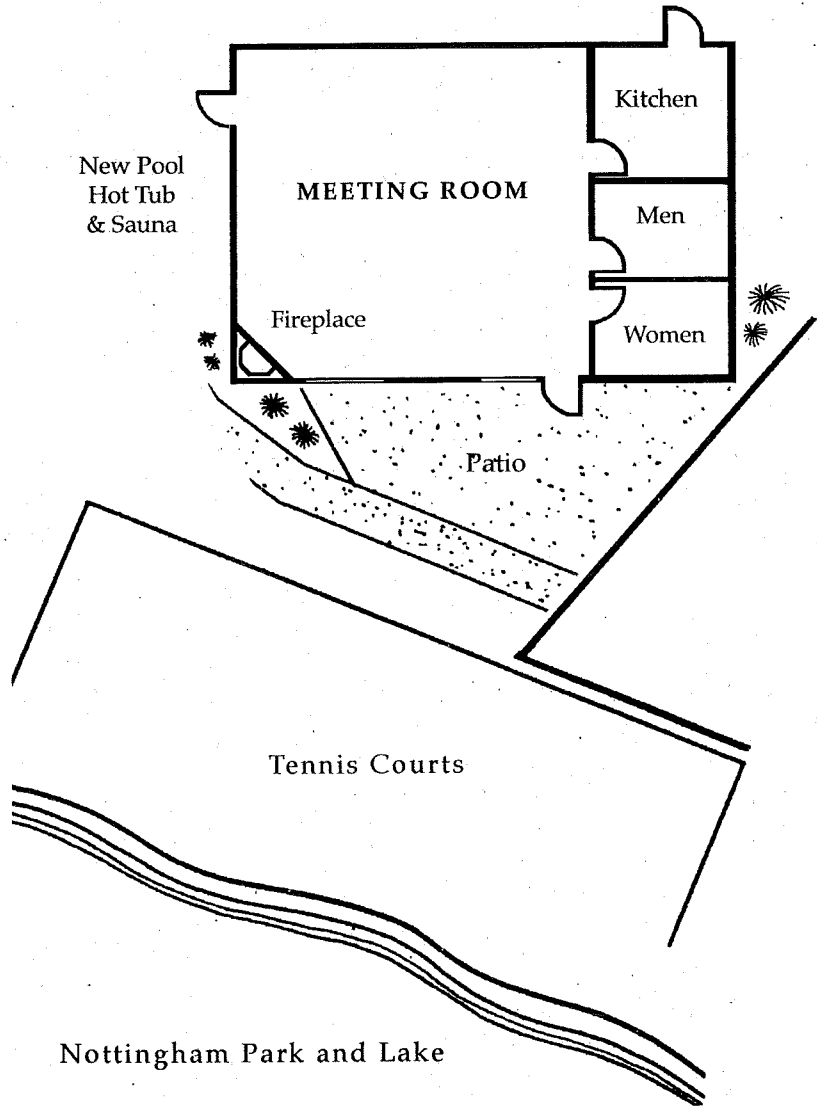 Kitchen
New Pool
Hot Tub
& Sauna
MEETING ROOM
Men
Fireplace
Women
Patio
Tennis Courts
Nottingham Park and Lake